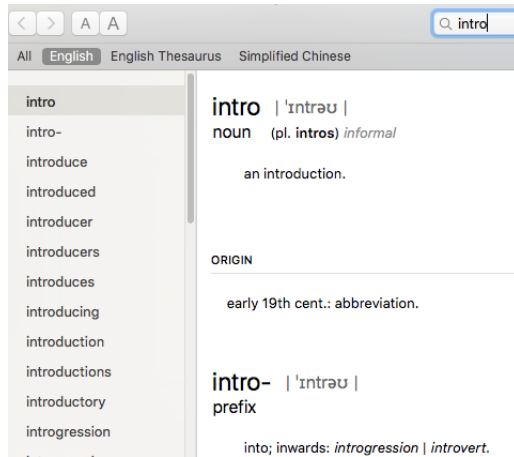 A A
intro
All English English Thesaurus Simplified Chinese
intro
intro-
introduce
introduced
introducer
introducers
introduces
introducing
introduction
introductions
introductory
introgression
intro | ˈɪntrəʊ |
noun (pl. intros) informal
an introduction.
ORIGIN
early 19th cent.: abbreviation.
intro- | ˈɪntrəʊ |
prefix
into; inwards: introgression | introvert.